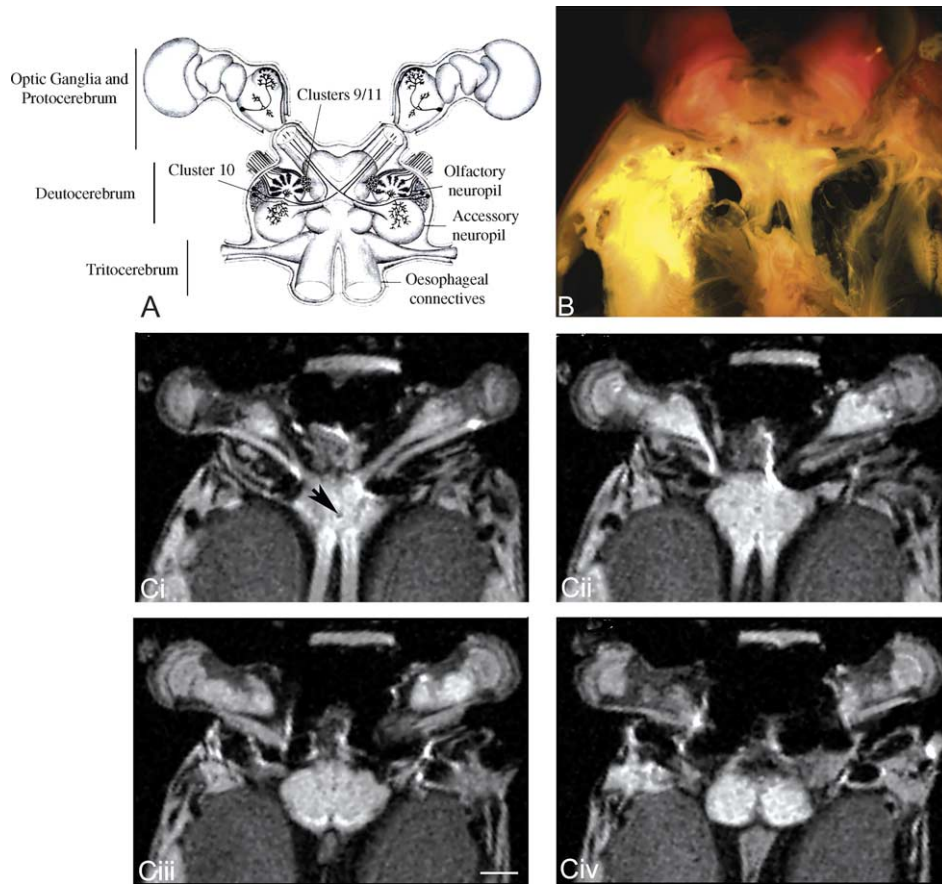 Optic Ganglia and
Protocerebrum
Clusters 9/11
Cluster 10
Deutocerebrum
Olfactory
neuropil
Accessory
neuropil
Tritocerebrum
Oesophageal
connectives
A
B
Ci
Cii
Ciii
Civ